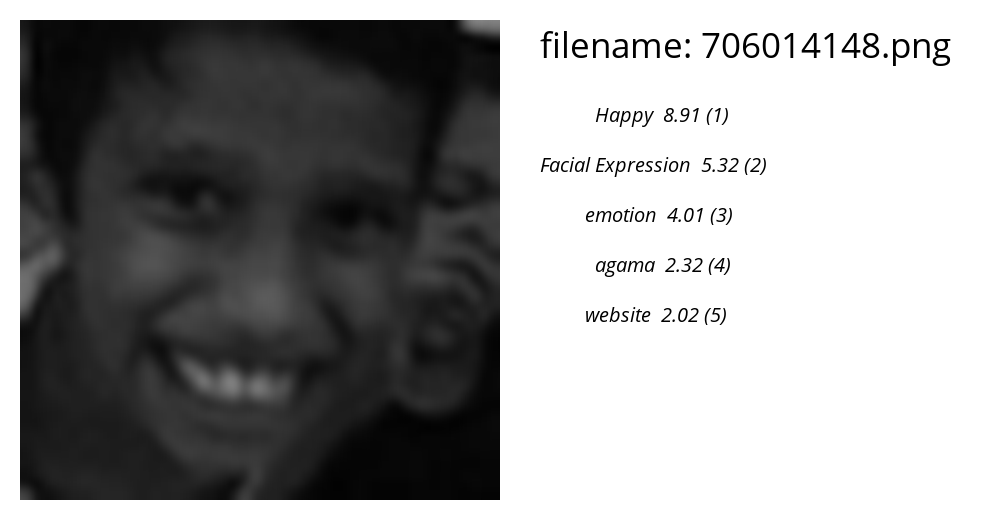 filename: 706014148.png
Happy 8.91 (1)
Facial Expression 5.32 (2)
emotion 4.01 (3)
agama 2.32 (4)
website 2.02 (5)